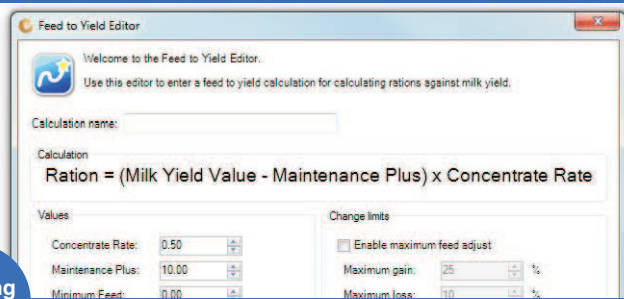 Feed to Yield Editor
Welcome to the Feed to Yield Editor.
Use this editor to enter a feed to yield calculation for calculating rations against milk yield.
Calculation name:
Calculation
Ration = (Milk Yield Value - Maintenance Plus) x Concentrate Rate
Values
Change limits
Concentrate Rate: 0.50
Enable maximum feed adjust
Maintenance Plus: 10.00
Maximum gain: 25 %
Minimum Feed: 0.00
Maximum loss: 10 %
ng